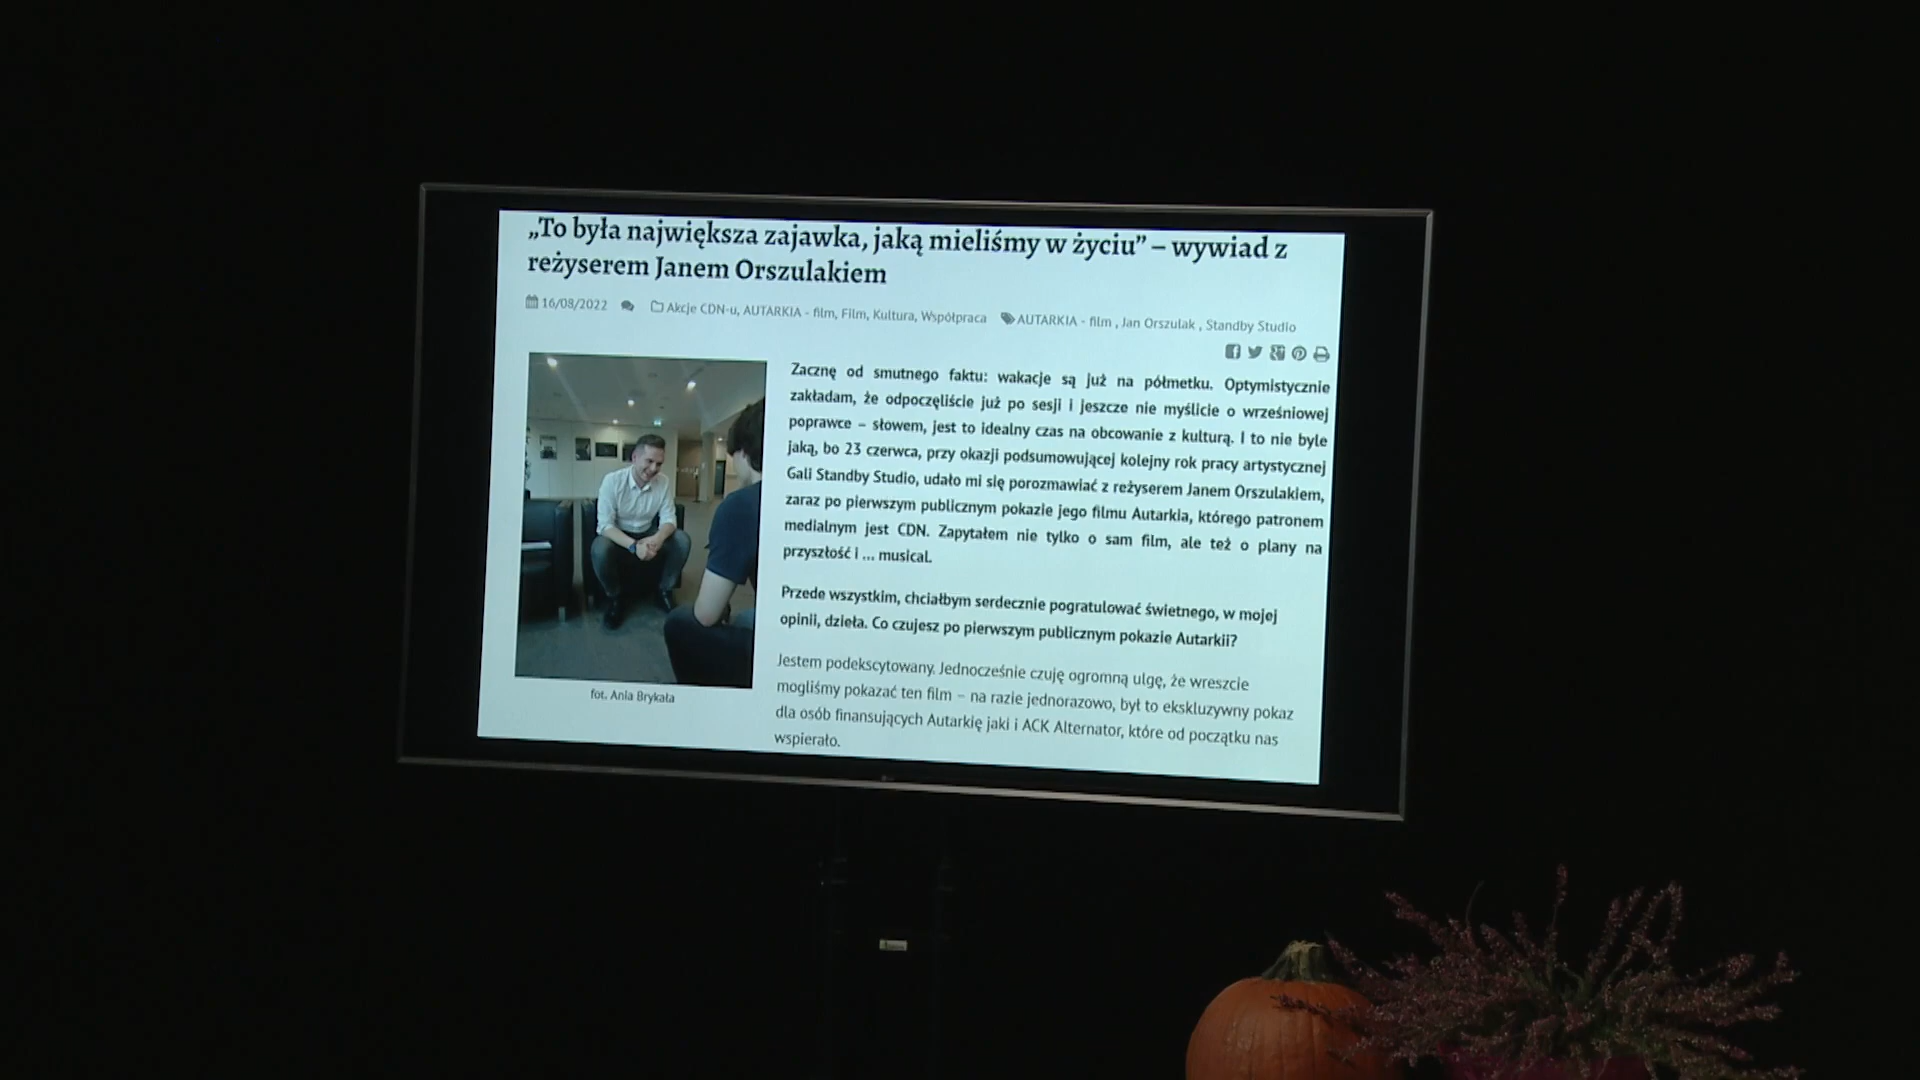 „To była największa zajawka, jaką mieliśmy w życiu” – wywiad z
reżyserem Janem Orszulakiem
16/08/2022 Akcje CDN-u, AUTARKIA - film, Film, Kultura, Współpraca AUTARKIA - film , Jan Orszulak , Standby Studio
Zacznę od smutnego faktu: wakacje są już na półmetku. Optymistycznie
zakładam, że odpoczęliście już po sesji i jeszcze nie myślicie o wrześniowej
poprawce – słowem, jest to idealny czas na obcowanie z kulturą. I to nie byle
jaką, bo 23 czerwca, przy okazji podsumowującej kolejny rok pracy artystycznej
Gali Standby Studio, udało mi się porozmawiać z reżyserem Janem Orszulakiem,
zaraz po pierwszym publicznym pokazie jego filmu Autarkia, którego patronem
medialnym jest CDN. Zapytałem nie tylko o sam film, ale też o plany na
przyszłość i ... musical.
Przede wszystkim, chciałbym serdecznie pogratulować świetnego, w mojej
opinii, dzieła. Co czujesz po pierwszym publicznym pokazie Autarkii?
Jestem podekscytowany. Jednocześnie czuję ogromną ulgę, że wreszcie
mogliśmy pokazać ten film – na razie jednorazowo, był to ekskluzywny pokaz
dla osób finansujących Autarkię jaki i ACK Alternator, które od początku nas
wspierało.
fot. Ania Brykała